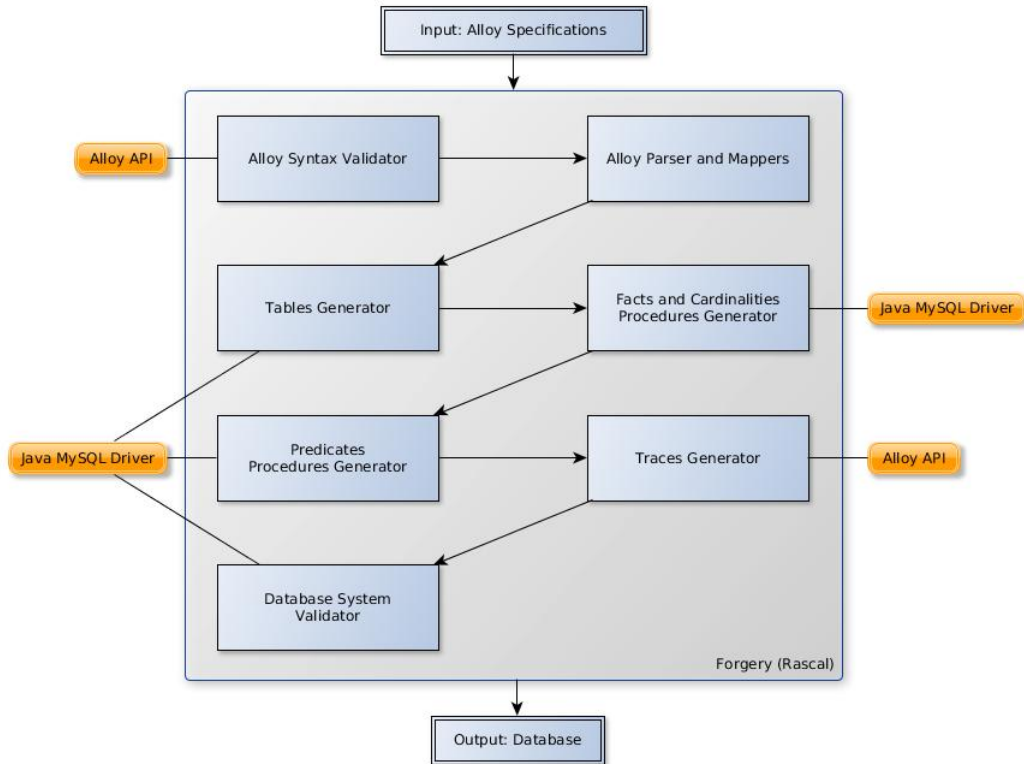 Input: Alloy Specifications
Alloy API
Alloy Syntax Validator
Alloy Parser and Mappers
Tables Generator
Facts and Cardinalities
Procedures Generator
Java MySQL Driver
Java MySQL Driver
Predicates
Procedures Generator
Traces Generator
Alloy API
Database System
Validator
Forgery (Rascal)
Output: Database